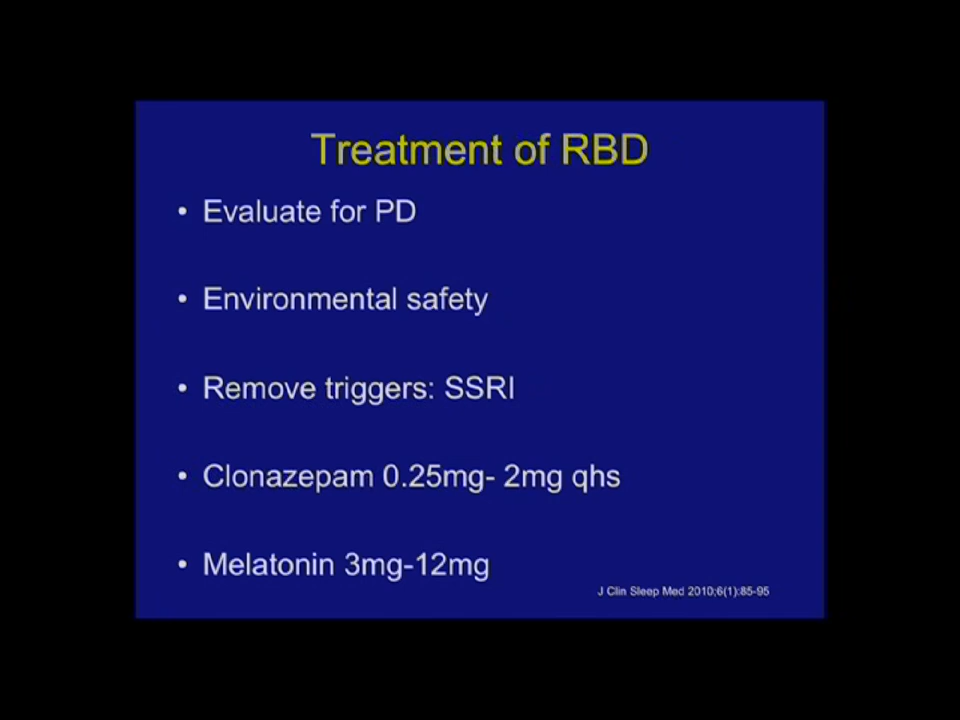 Treatment of RBD
• Evaluate for PD
• Environmental safety
• Remove triggers: SSRI
• Clonazepam 0.25mg- 2mg qhs
• Melatonin 3mg-12mg
J Clin Sleep Med 2010;6(1):85-95